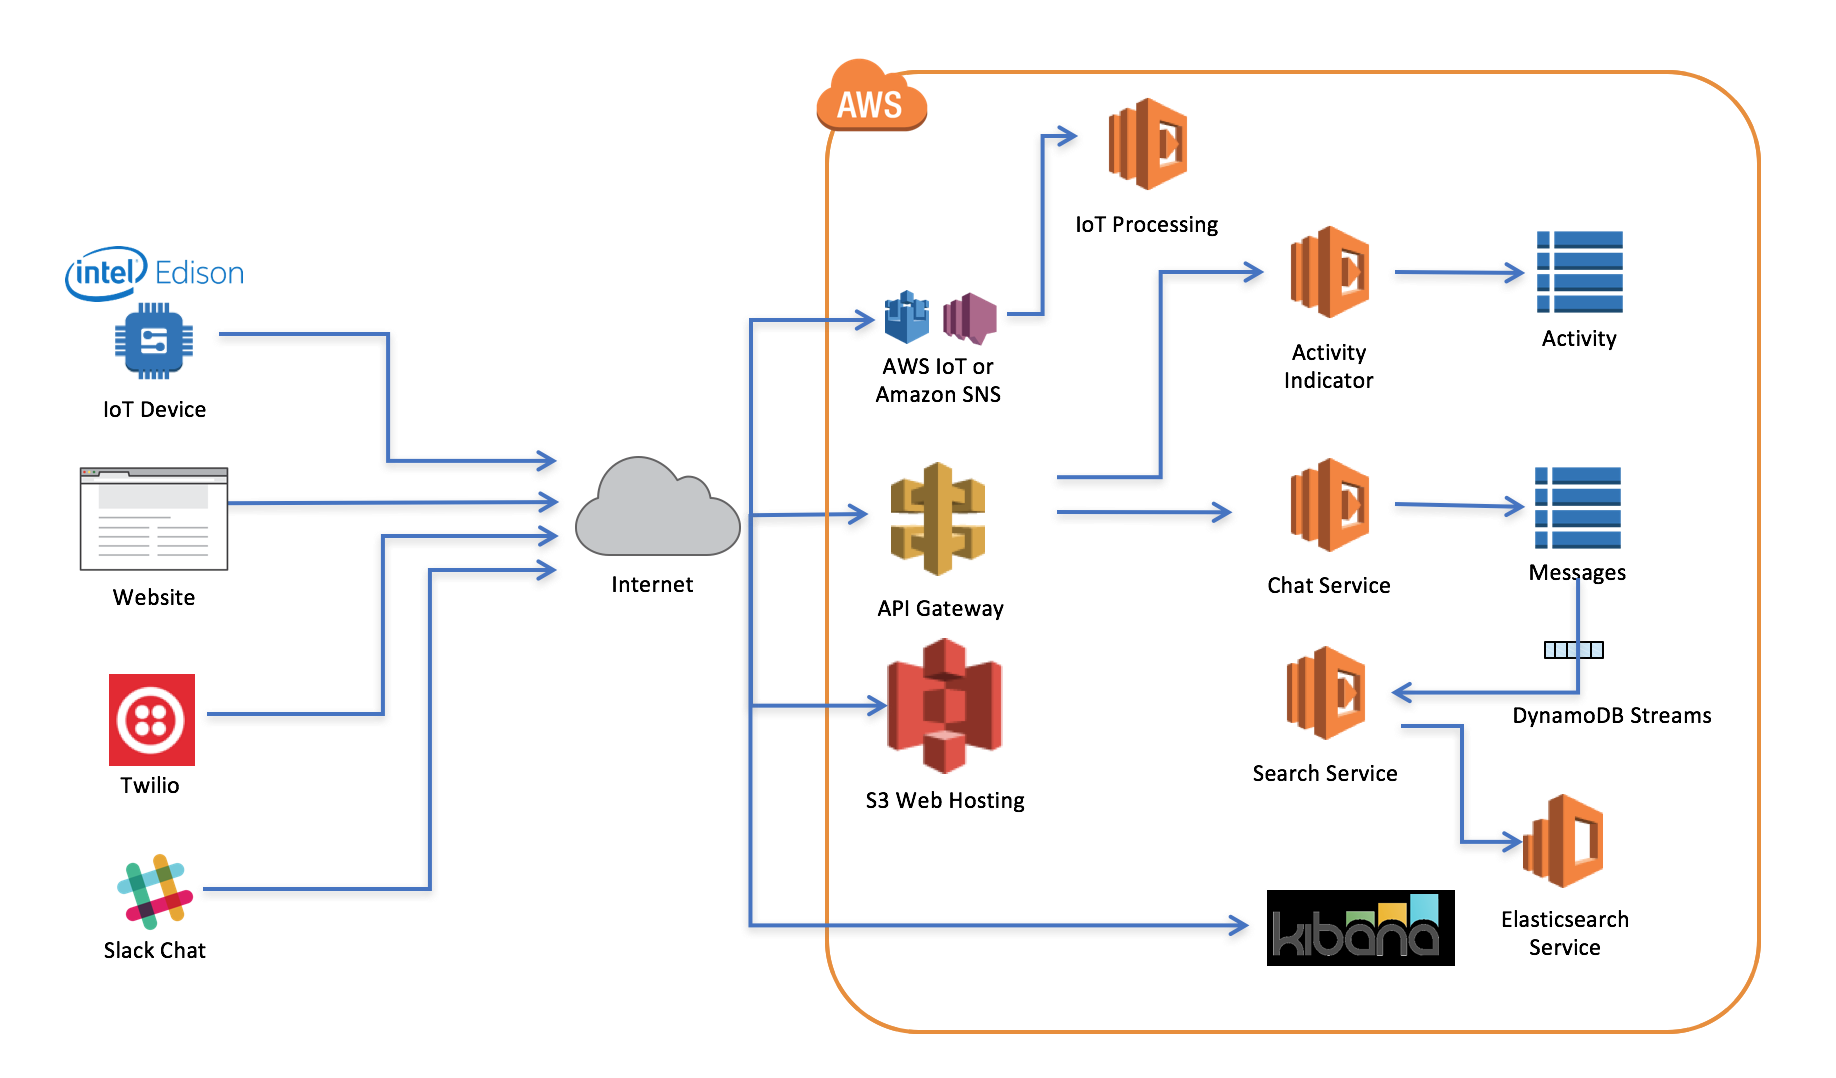 AWS
IoT Processing
intel Edison
IoT Device
AWS IoT or
Amazon SNS
Activity
Indicator
Activity
Website
Internet
API Gateway
Chat Service
Messages
Twilio
S3 Web Hosting
Search Service
DynamoDB Streams
Slack Chat
kibana
Elasticsearch
Service